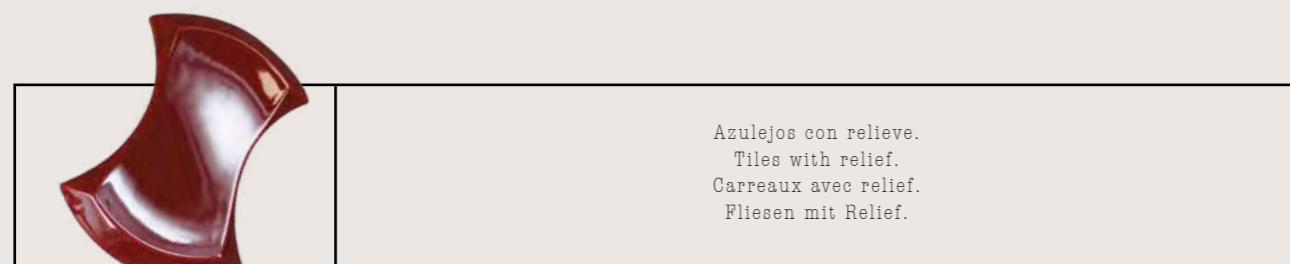 Azulejos con relieve.
Tiles with relief.
Carreaux avec relief.
Fliesen mit Relief.